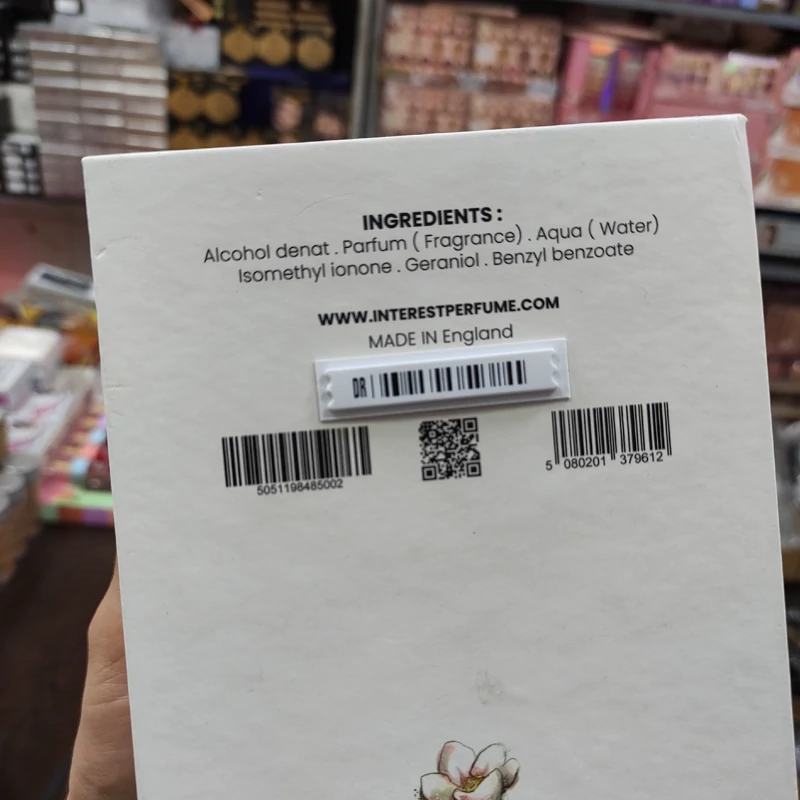 INGREDIENTS :
Alcohol denat . Parfum ( Fragrance) . Aqua ( Water)
Isomethyl ionone . Geraniol . Benzyl benzoate
WWW.INTERESTPERFUME.COM
MADE IN England
DR
5051198485002
5 080201 379612